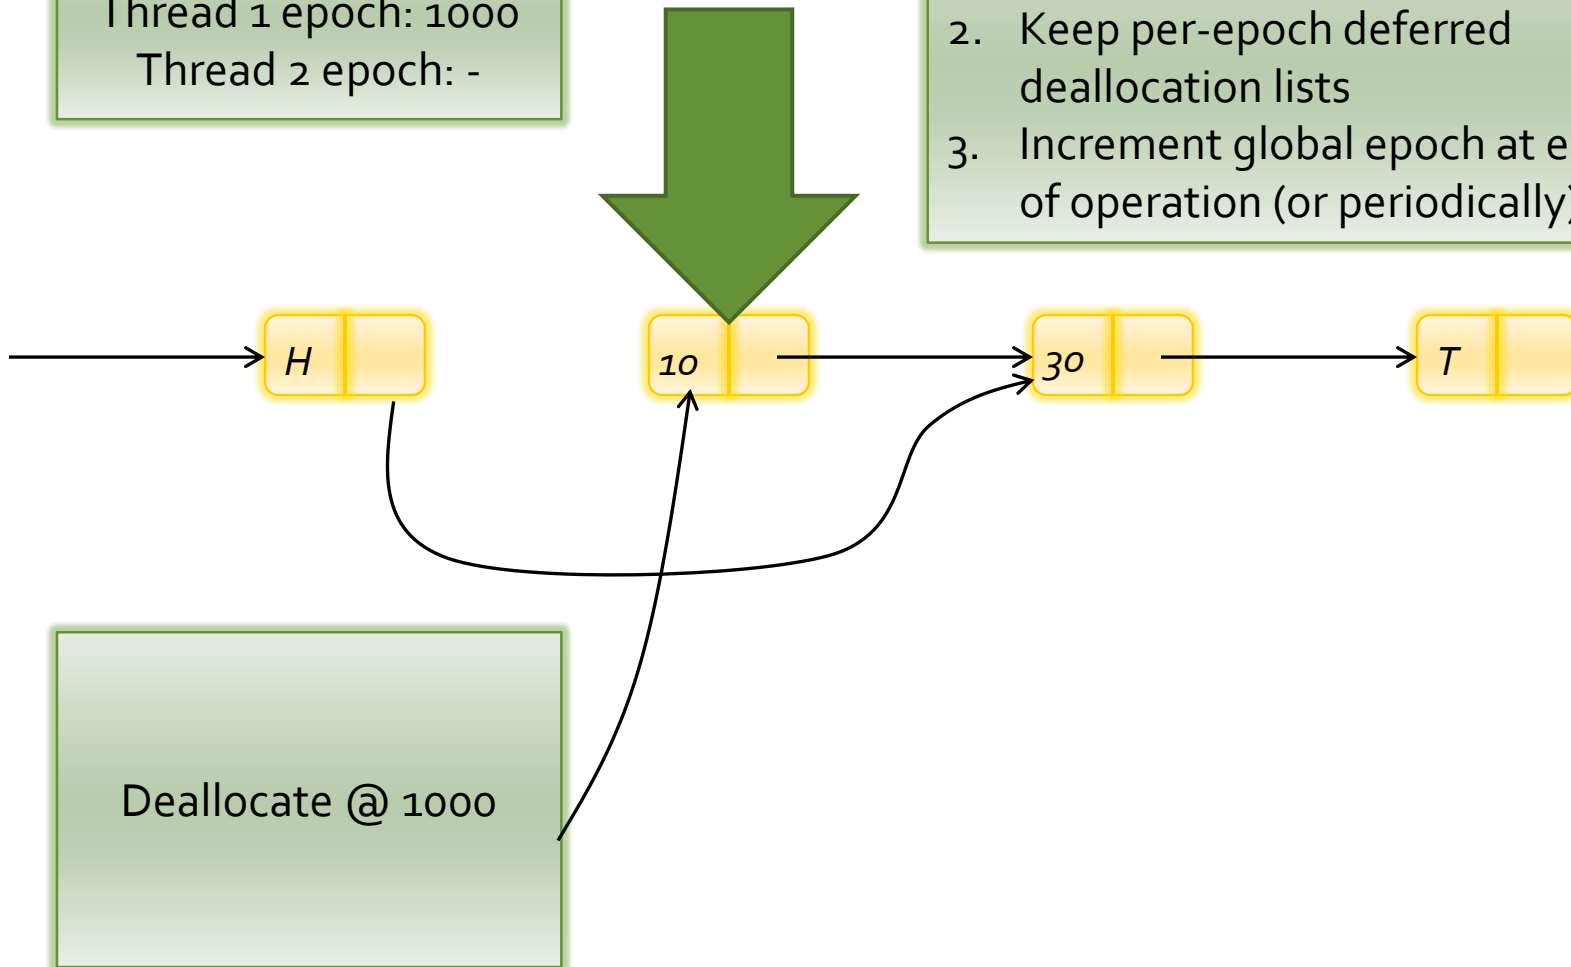 Thread 1 epoch: 1000
Thread 2 epoch: -
2. Keep per-epoch deferred
deallocation lists
3. Increment global epoch at
of operation (or periodically)
H
10
30
T
Deallocate @ 1000